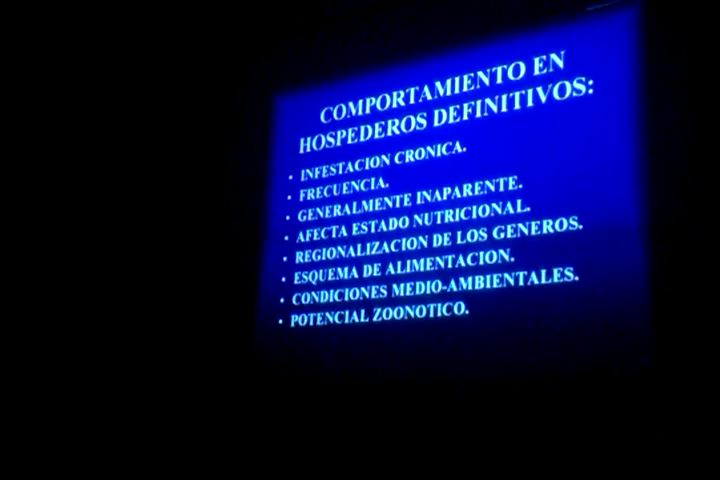 COMPORTAMIENTO EN
HOSPEDEROS DEFINITIVOS:
• INFESTACION CRONICA.
• FRECUENCIA.
• GENERALMENTE INAPARENTE.
• AFECTA ESTADO NUTRICIONAL.
• REGIONALIZACION DE LOS GENEROS.
• ESQUEMA DE ALIMENTACION.
• CONDICIONES MEDIO-AMBIENTALES.
• POTENCIAL ZOONOTICO.